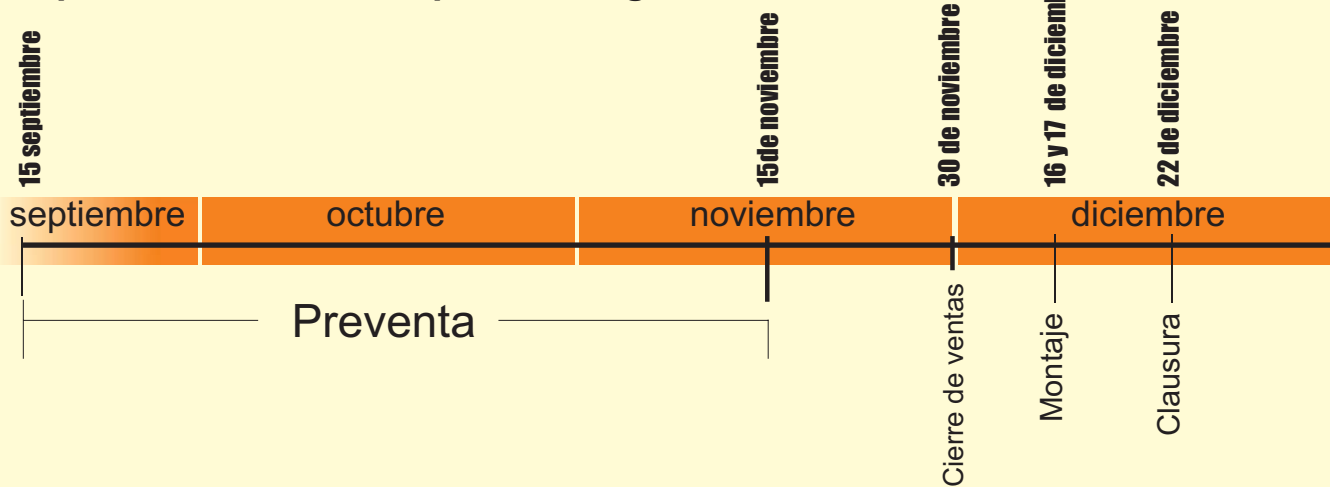 15 septiembre
15de noviembre
30 de noviembre
16 y 17 de diciemb
22 de diciembre
septiembre
octubre
noviembre
diciembre
Preventa
Cierre de ventas
Montaje
Clausura